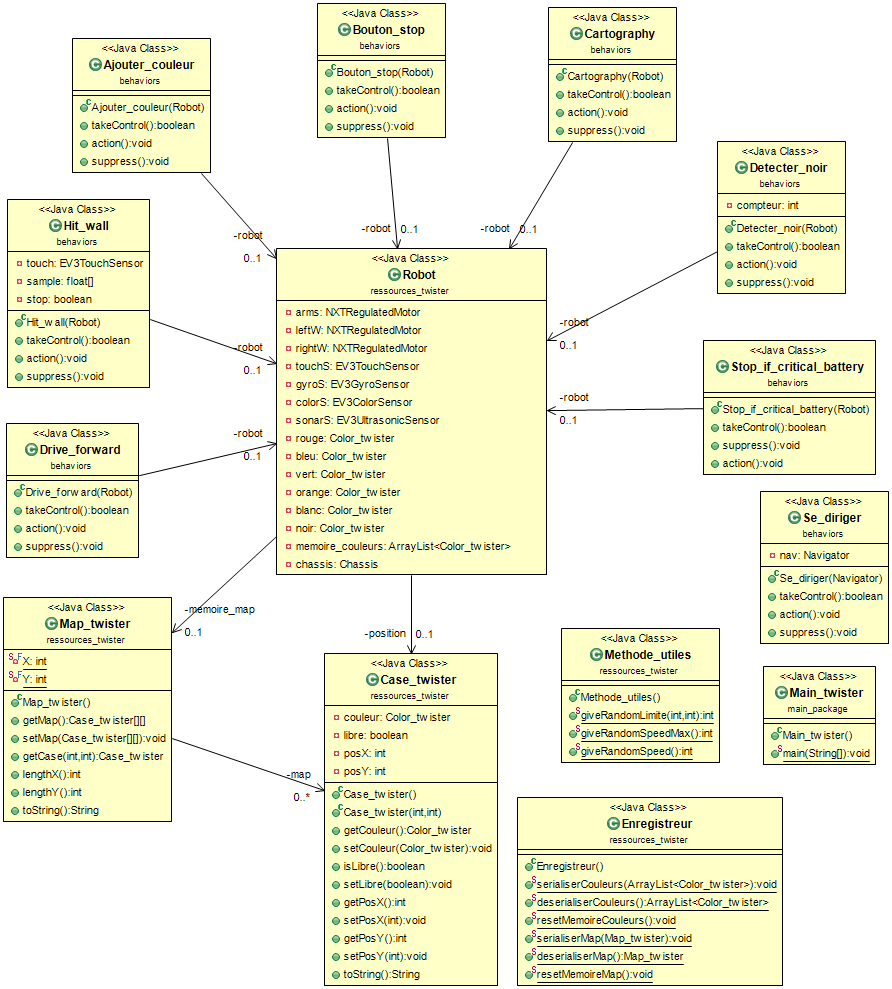 <<Java Class>>
Ajouter_couleur
behaviors
Ajouter_couleur(Robot)
takeControl():boolean
action():void
suppress():void
<<Java Class>>
Bouton_stop
behaviors
Bouton_stop(Robot)
takeControl():boolean
action():void
suppress():void
<<Java Class>>
Cartography
behaviors
Cartography(Robot)
takeControl():boolean
action():void
suppress():void
<<Java Class>>
Detecter_noir
behaviors
compteur: int
Detecter_noir(Robot)
takeControl():boolean
action():void
suppress():void
<<Java Class>>
Hit_wall
behaviors
touch: EV3TouchSensor
sample: float[]
stop: boolean
Hit_wall(Robot)
takeControl():boolean
action():void
suppress():void
-robot
0..1
-robot
0..1
-robot
0..1
-robot
0..1
-robot
0..1
-robot
0..1
-robot
0..1
<<Java Class>>
Robot
ressources_twister
arms: NXTRegulatedMotor
leftW: NXTRegulatedMotor
rightW: NXTRegulatedMotor
touchS: EV3TouchSensor
gyroS: EV3GyroSensor
colorS: EV3ColorSensor
sonarS: EV3UltrasonicSensor
rouge: Color_twister
bleu: Color_twister
vert: Color_twister
orange: Color_twister
blanc: Color_twister
noir: Color_twister
memoire_couleurs: ArrayList<Color_twister>
chassis: Chassis
<<Java Class>>
Stop_if_critical_battery
behaviors
Stop_if_critical_battery(Robot)
takeControl():boolean
suppress():void
action():void
<<Java Class>>
Drive_forward
behaviors
Drive_forward(Robot)
takeControl():boolean
action():void
suppress():void
<<Java Class>>
Se_diriger
behaviors
nav: Navigator
Se_diriger(Navigator)
takeControl():boolean
action():void
suppress():void
-memoire_map
0..1
-position
0..1
<<Java Class>>
Map_twister
ressources_twister
X: int
Y: int
Map_twister()
getMap():Case_twister[][]
setMap(Case_twister[][]):void
getCase(int,int):Case_twister
lengthX():int
lengthY():int
toString():String
-map
0..*
<<Java Class>>
Case_twister
ressources_twister
couleur: Color_twister
libre: boolean
posX: int
posY: int
Case_twister()
Case_twister(int,int)
getCouleur():Color_twister
setCouleur(Color_twister):void
isLibre():boolean
setLibre(boolean):void
getPosX():int
setPosX(int):void
getPosY():int
setPosY(int):void
toString():String
<<Java Class>>
Methode_utiles
ressources_twister
Methode_utiles()
giveRandomLimite(int,int):int
giveRandomSpeedMax():int
giveRandomSpeed():int
<<Java Class>>
Main_twister
main_package
Main_twister()
main(String[]):void
<<Java Class>>
Enregistreur
ressources_twister
Enregistreur()
serialiserCouleurs(ArrayList<Color_twister>):void
deserialiserCouleurs():ArrayList<Color_twister>
resetMemoireCouleurs():void
serialiserMap(Map_twister):void
deserialiserMap():Map_twister
resetMemoireMap():void